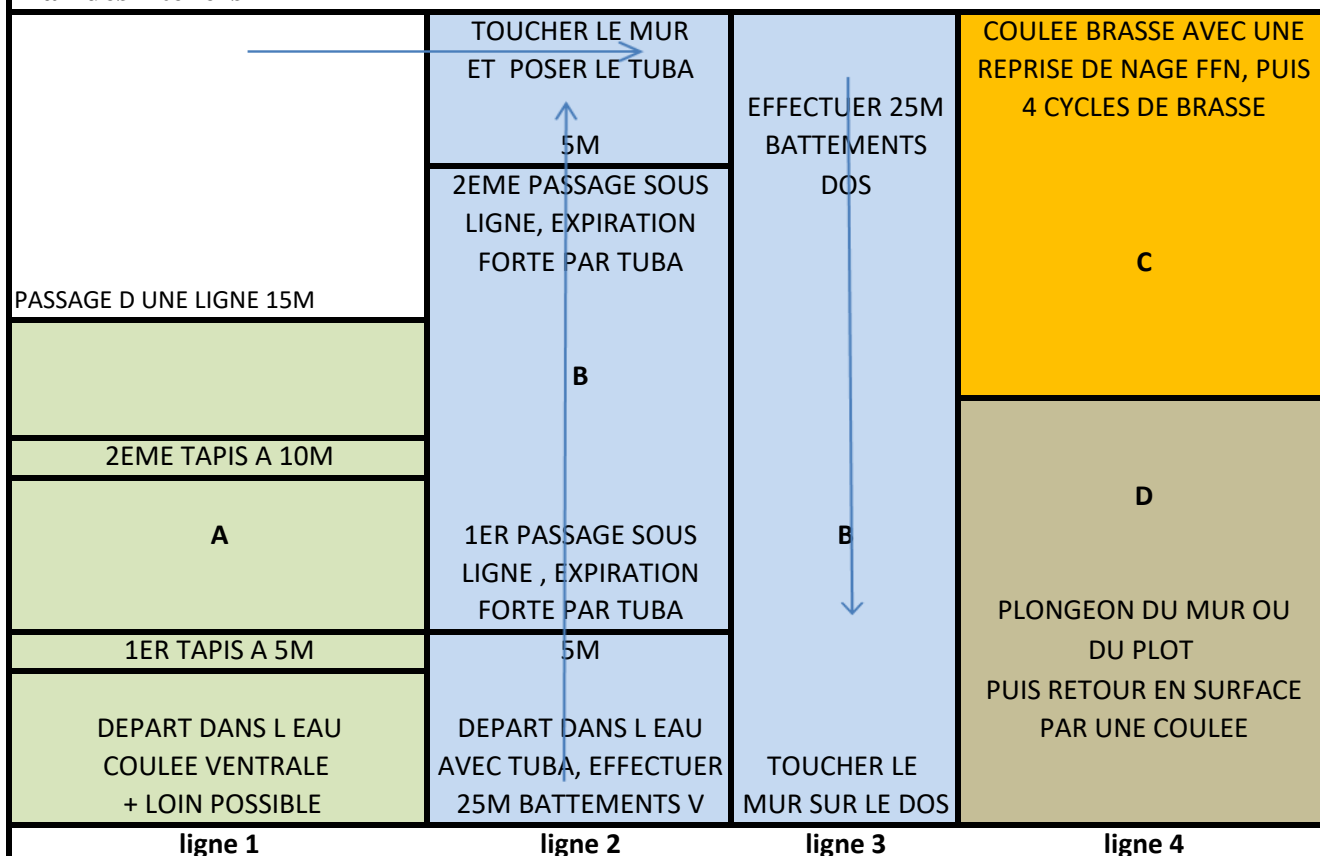 PASSAGE D UNE LIGNE 15M
2EME TAPIS A 10M
A
1ER TAPIS A 5M
DEPART DANS L EAU
COULEE VENTRALE
+ LOIN POSSIBLE
ligne 1
TOUCHER LE MUR
ET POSER LE TUBA
5M
2EME PASSAGE SOUS
LIGNE, EXPIRATION
FORTE PAR TUBA
B
1ER PASSAGE SOUS
LIGNE , EXPIRATION
FORTE PAR TUBA
5M
DEPART DANS L EAU
AVEC TUBA, EFFECTUER
25M BATTEMENTS V
ligne 2
EFFECTUER 25M
BATTEMENTS
DOS
B
TOUCHER LE
MUR SUR LE DOS
ligne 3
COULEE BRASSE AVEC UNE
REPRISE DE NAGE FFN, PUIS
4 CYCLES DE BRASSE
C
D
PLONGEON DU MUR OU
DU PLOT
PUIS RETOUR EN SURFACE
PAR UNE COULEE
ligne 4